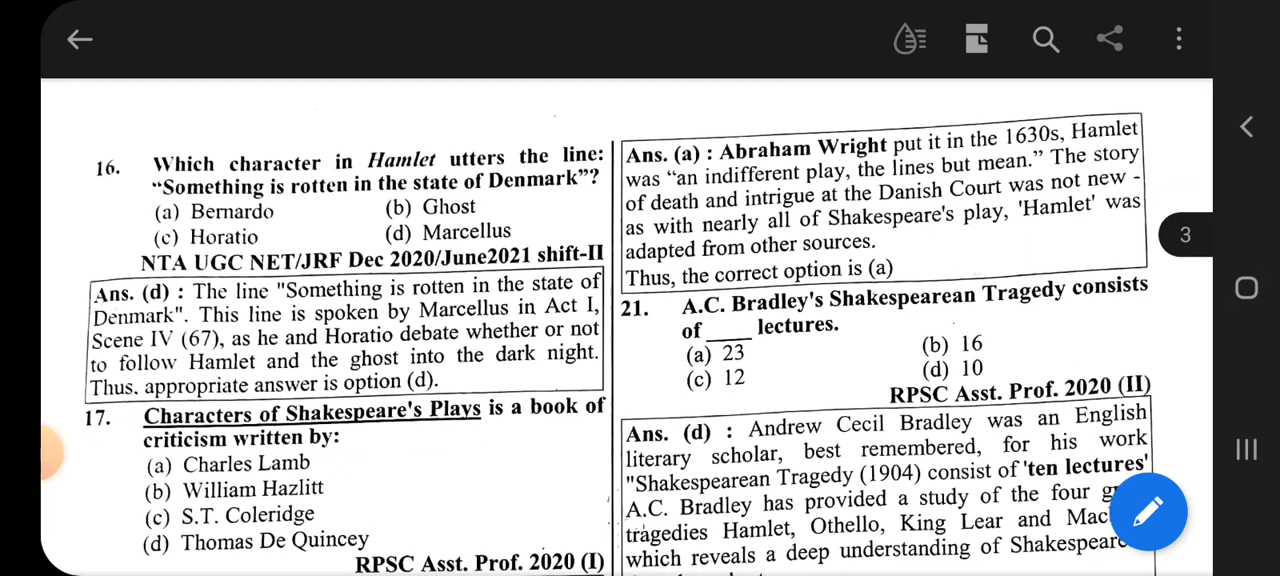 16. Which character in Hamlet utters the line:
"Something is rotten in the state of Denmark"?
(a) Bernardo (b) Ghost
(c) Horatio (d) Marcellus
NTA UGC NET/JRF Dec 2020/June2021 shift-II
Ans. (d) : The line "Something is rotten in the state of
Denmark". This line is spoken by Marcellus in Act I,
Scene IV (67), as he and Horatio debate whether or not
to follow Hamlet and the ghost into the dark night.
Thus, appropriate answer is option (d).
17. Characters of Shakespeare's Plays is a book of
criticism written by:
(a) Charles Lamb
(b) William Hazlitt
(c) S.T. Coleridge
(d) Thomas De Quincey
RPSC Asst. Prof. 2020 (I)
Ans. (a) : Abraham Wright put it in the 1630s, Hamlet
was "an indifferent play, the lines but mean." The story
of death and intrigue at the Danish Court was not new -
as with nearly all of Shakespeare's play, 'Hamlet' was
adapted from other sources.
Thus, the correct option is (a)
21. A.C. Bradley's Shakespearean Tragedy consists
of ____ lectures.
(a) 23 (b) 16
(c) 12 (d) 10
RPSC Asst. Prof. 2020 (II)
Ans. (d) : Andrew Cecil Bradley was an English
literary scholar, best remembered, for his work
"Shakespearean Tragedy (1904) consist of 'ten lectures'
A.C. Bradley has provided a study of the four
tragedies Hamlet, Othello, King Lear and
which reveals a deep understanding of
3